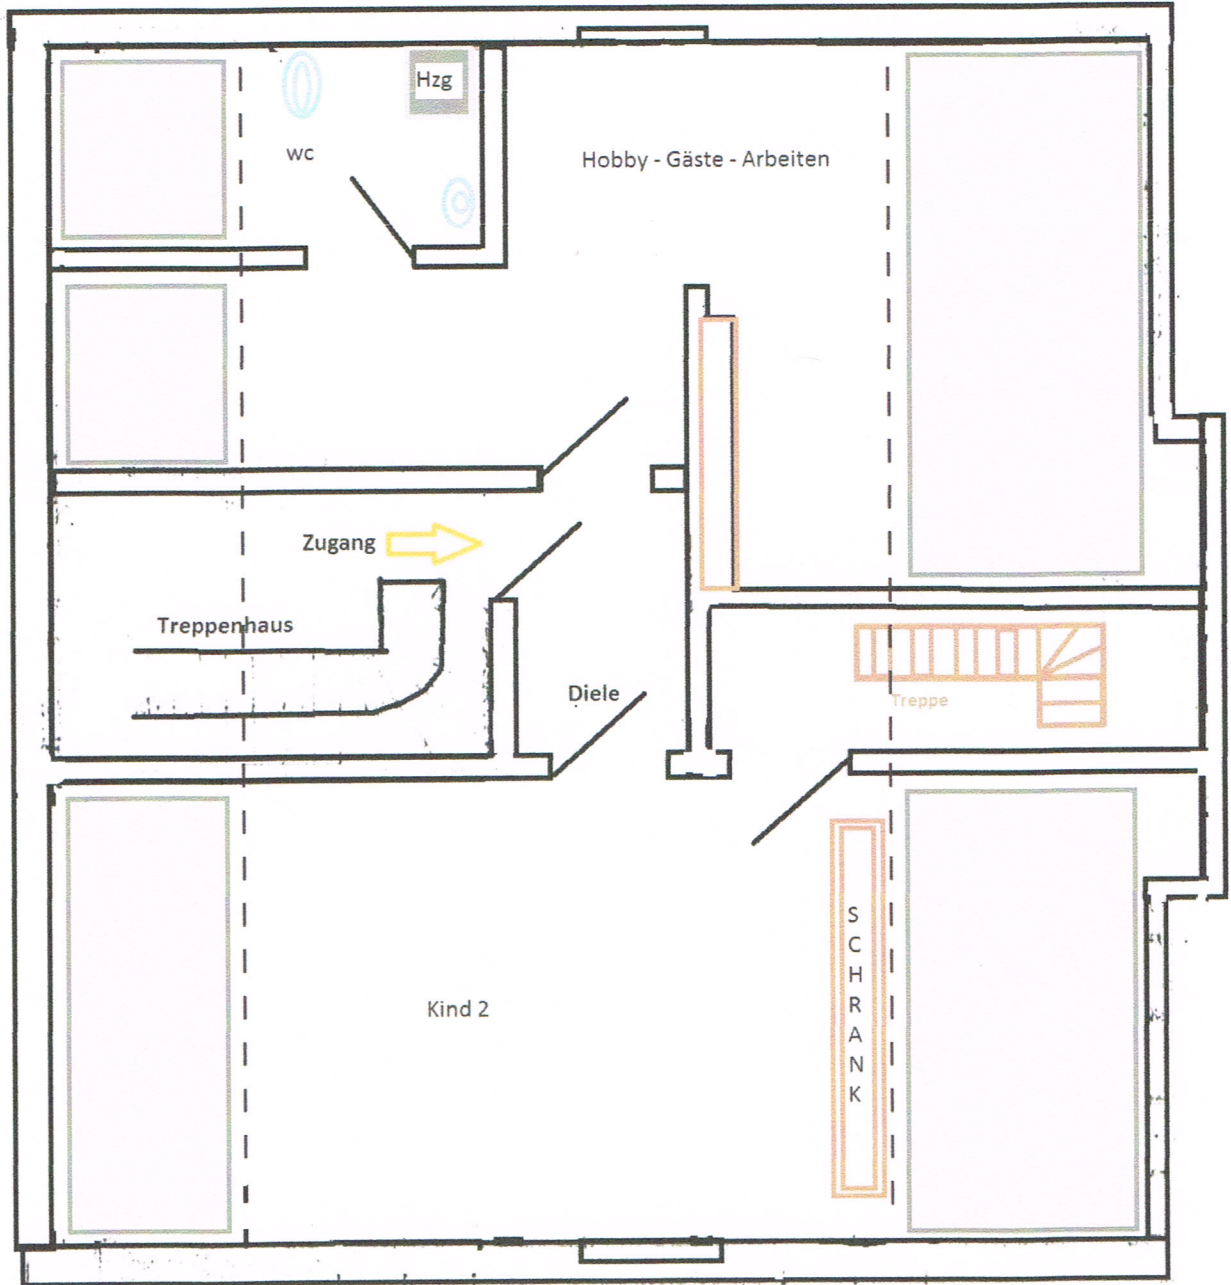 Hzg
wc
Hobby - Gäste - Arbeiten
Zugang
Treppenhaus
Diele
Treppe
S
C
H
R
A
N
K
Kind 2